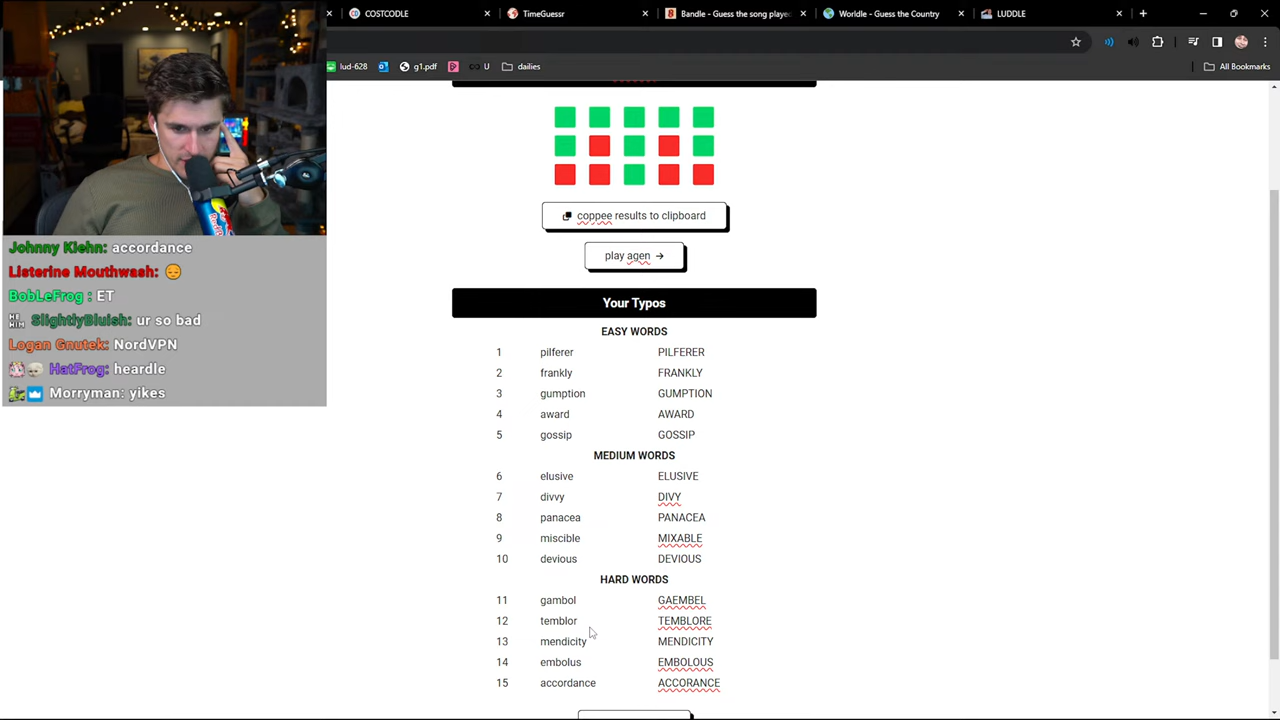 COSTCODLE
TimeGuessr
Bandle - Guess the song playe
Worldle - Guess the Country
LUDDLE
lud-628
g1.pdf
U
dailies
All Bookmarks
coppee results to clipboard
play agen →
Your Typos
EASY WORDS
1 pilferer PILFERER
2 frankly FRANKLY
3 gumption GUMPTION
4 award AWARD
5 gossip GOSSIP
MEDIUM WORDS
6 elusive ELUSIVE
7 divvy DIVY
8 panacea PANACEA
9 miscible MIXABLE
10 devious DEVIOUS
HARD WORDS
11 gambol GAEMBEL
12 temblor TEMBLORE
13 mendicity MENDICITY
14 embolus EMBOLOUS
15 accordance ACCORANCE
Johnny Klehn: accordance
Listerine Mouthwash: 😔
BobLeFrog : ET
HE HIM SlightlyBluish: ur so bad
Logan Gnutek: NordVPN
HatFrog: heardle
Morryman: yikes